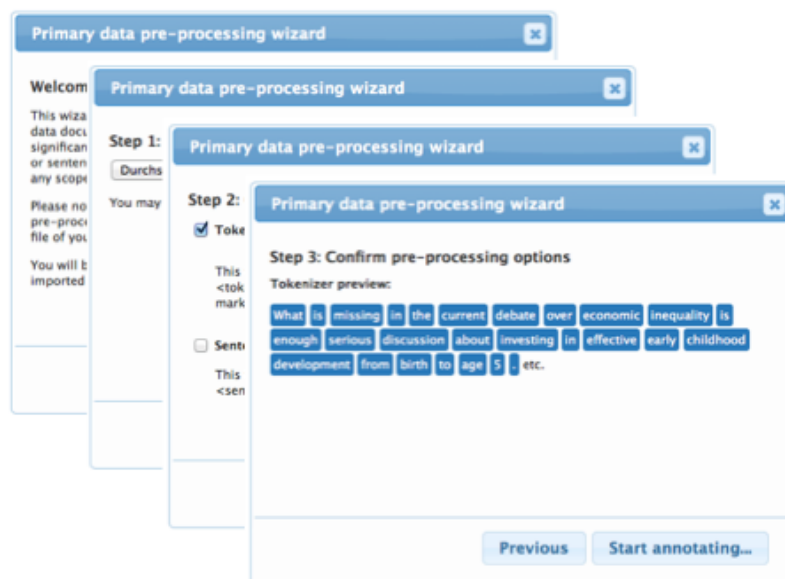 Primary data pre-processing wizard
Welcom
This wiza
data docu
significan
or senten
any scope
Please no
pre-proce
file of you
You will b
imported
Primary data pre-processing wizard
Step 1:
Durchs
You may
Primary data pre-processing wizard
Step 2:
Toke
This
<tok
mark
Sente
This
<sen
Primary data pre-processing wizard
Step 3: Confirm pre-processing options
Tokenizer preview:
What is missing in the current debate over economic inequality is
enough serious discussion about investing in effective early childhood
development from birth to age 5 . etc.
Previous
Start annotating...